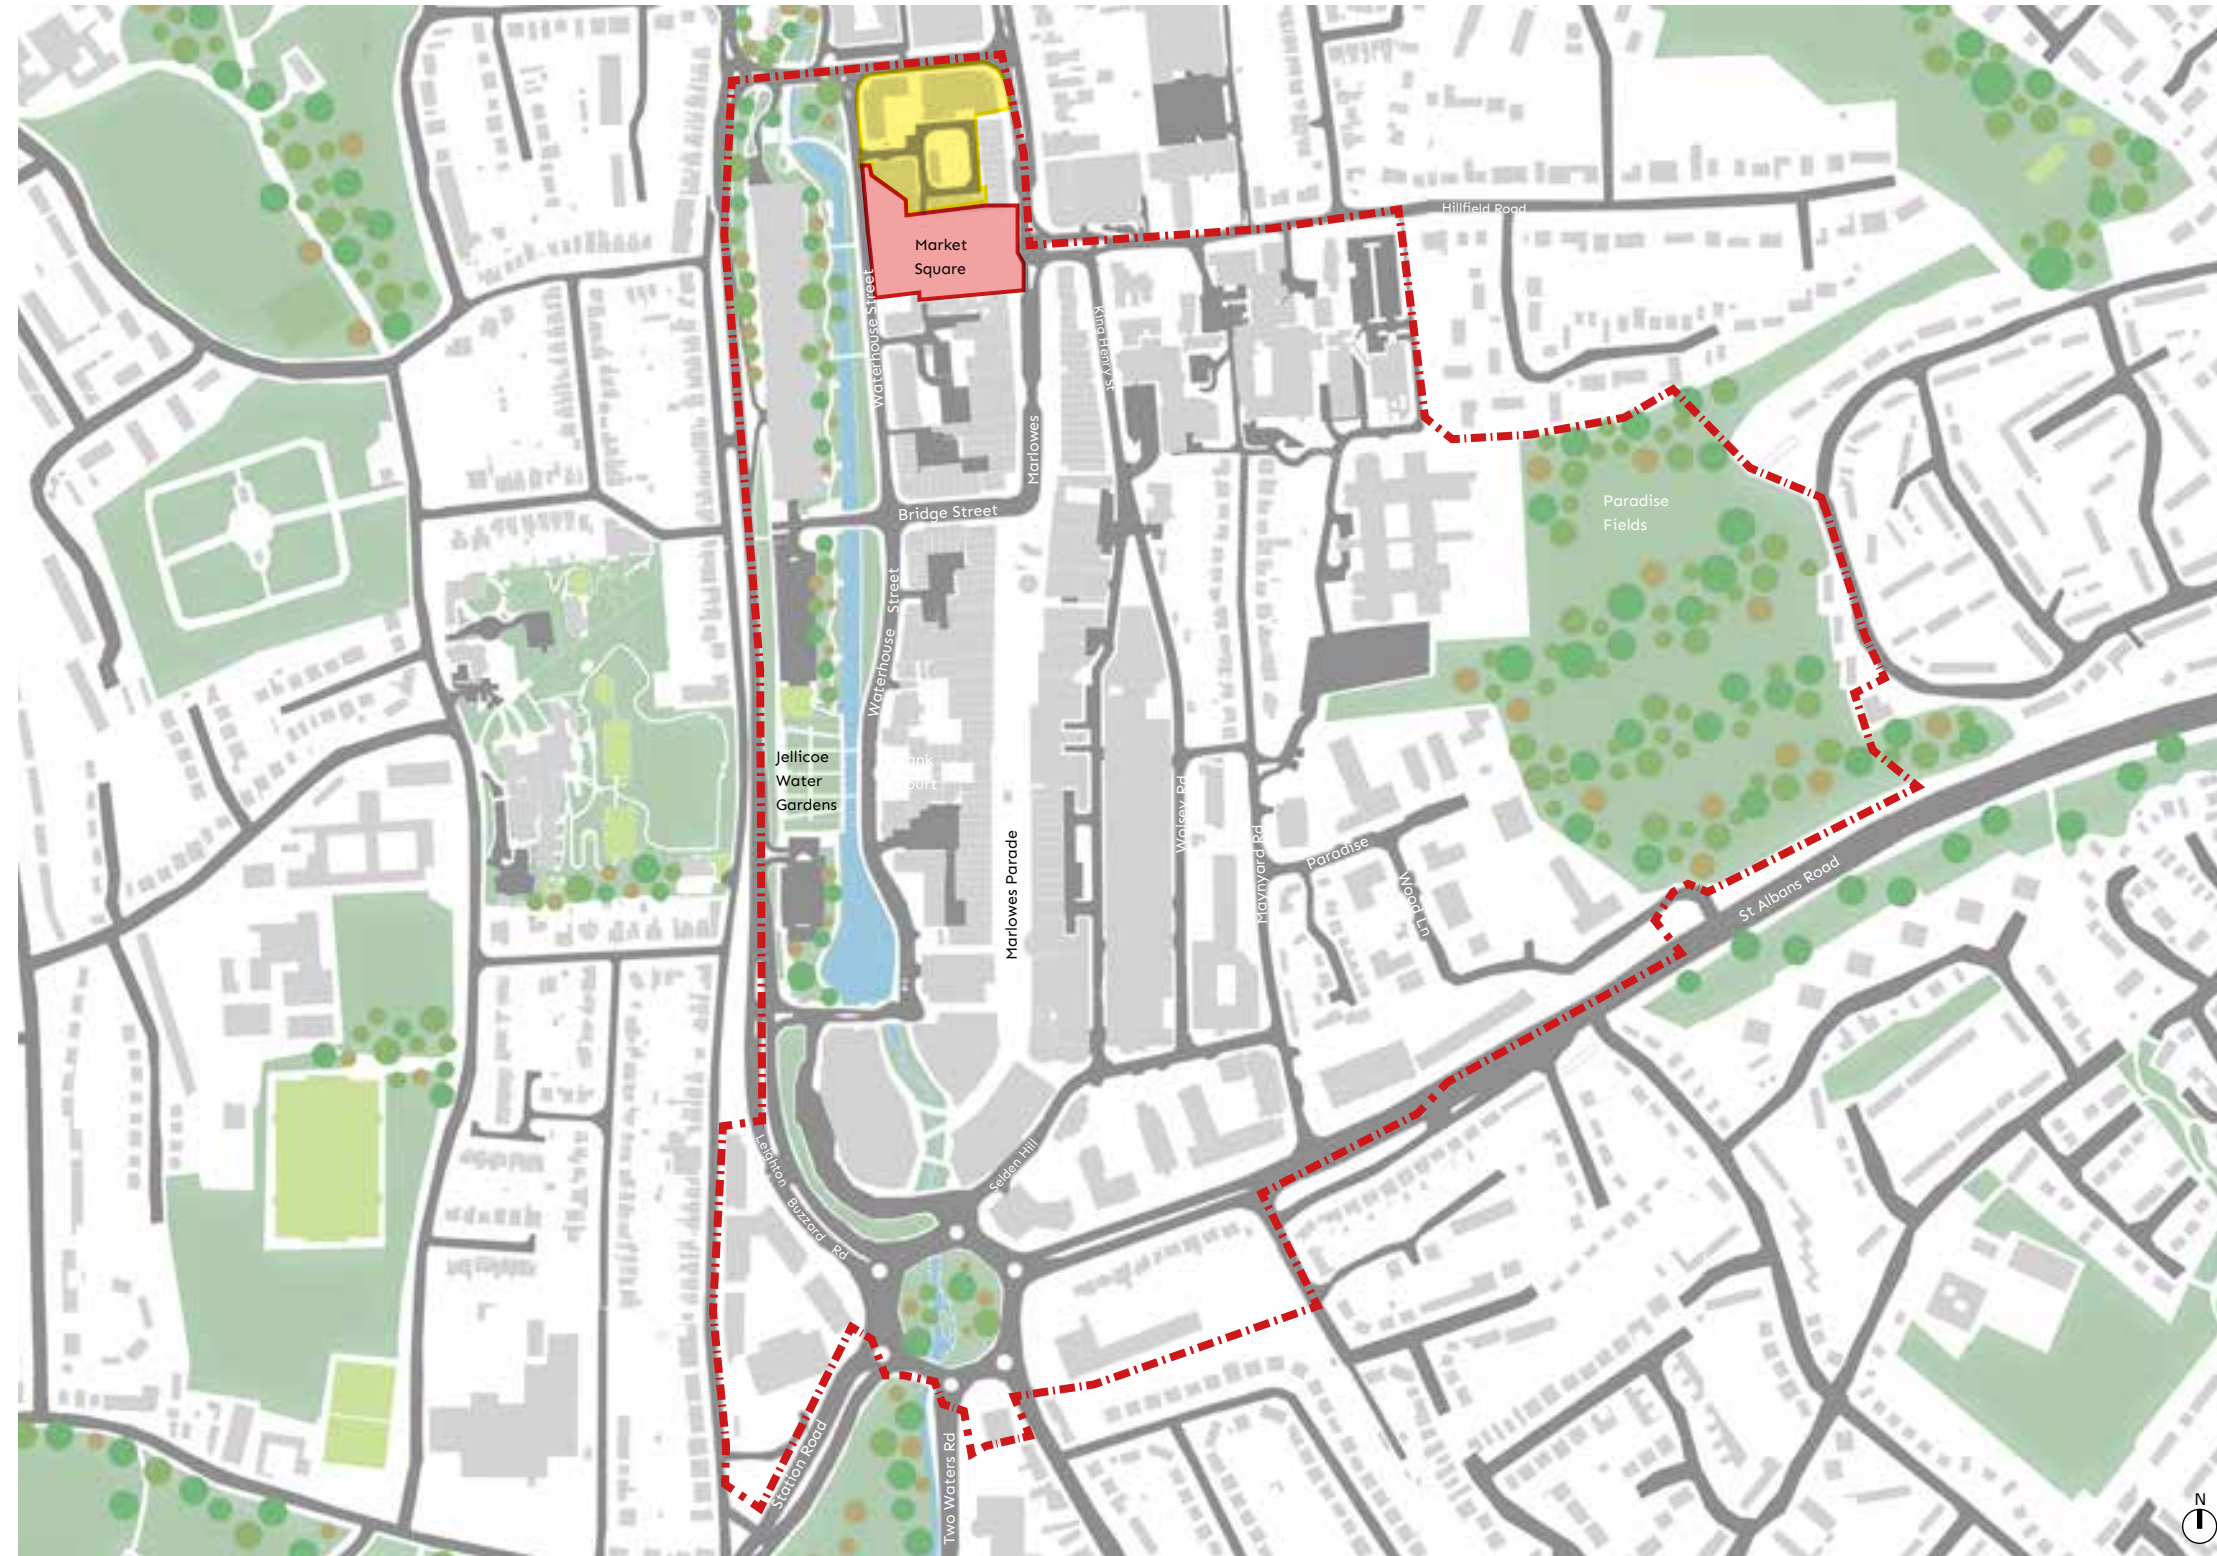 Hillfield Road
Market
Square
Waterhouse Street
King Henry St
Marlowes
Bridge Street
Paradise
Fields
Waterhouse Street
Jellicoe
Water
Gardens
Wolsey Rd
Maynyard Rd
Paradise
Wood Ln
Marlowes Parade
St Albans Road
Selden Hill
Leighton Buzzard Rd
Station Road
Two Waters Rd
N